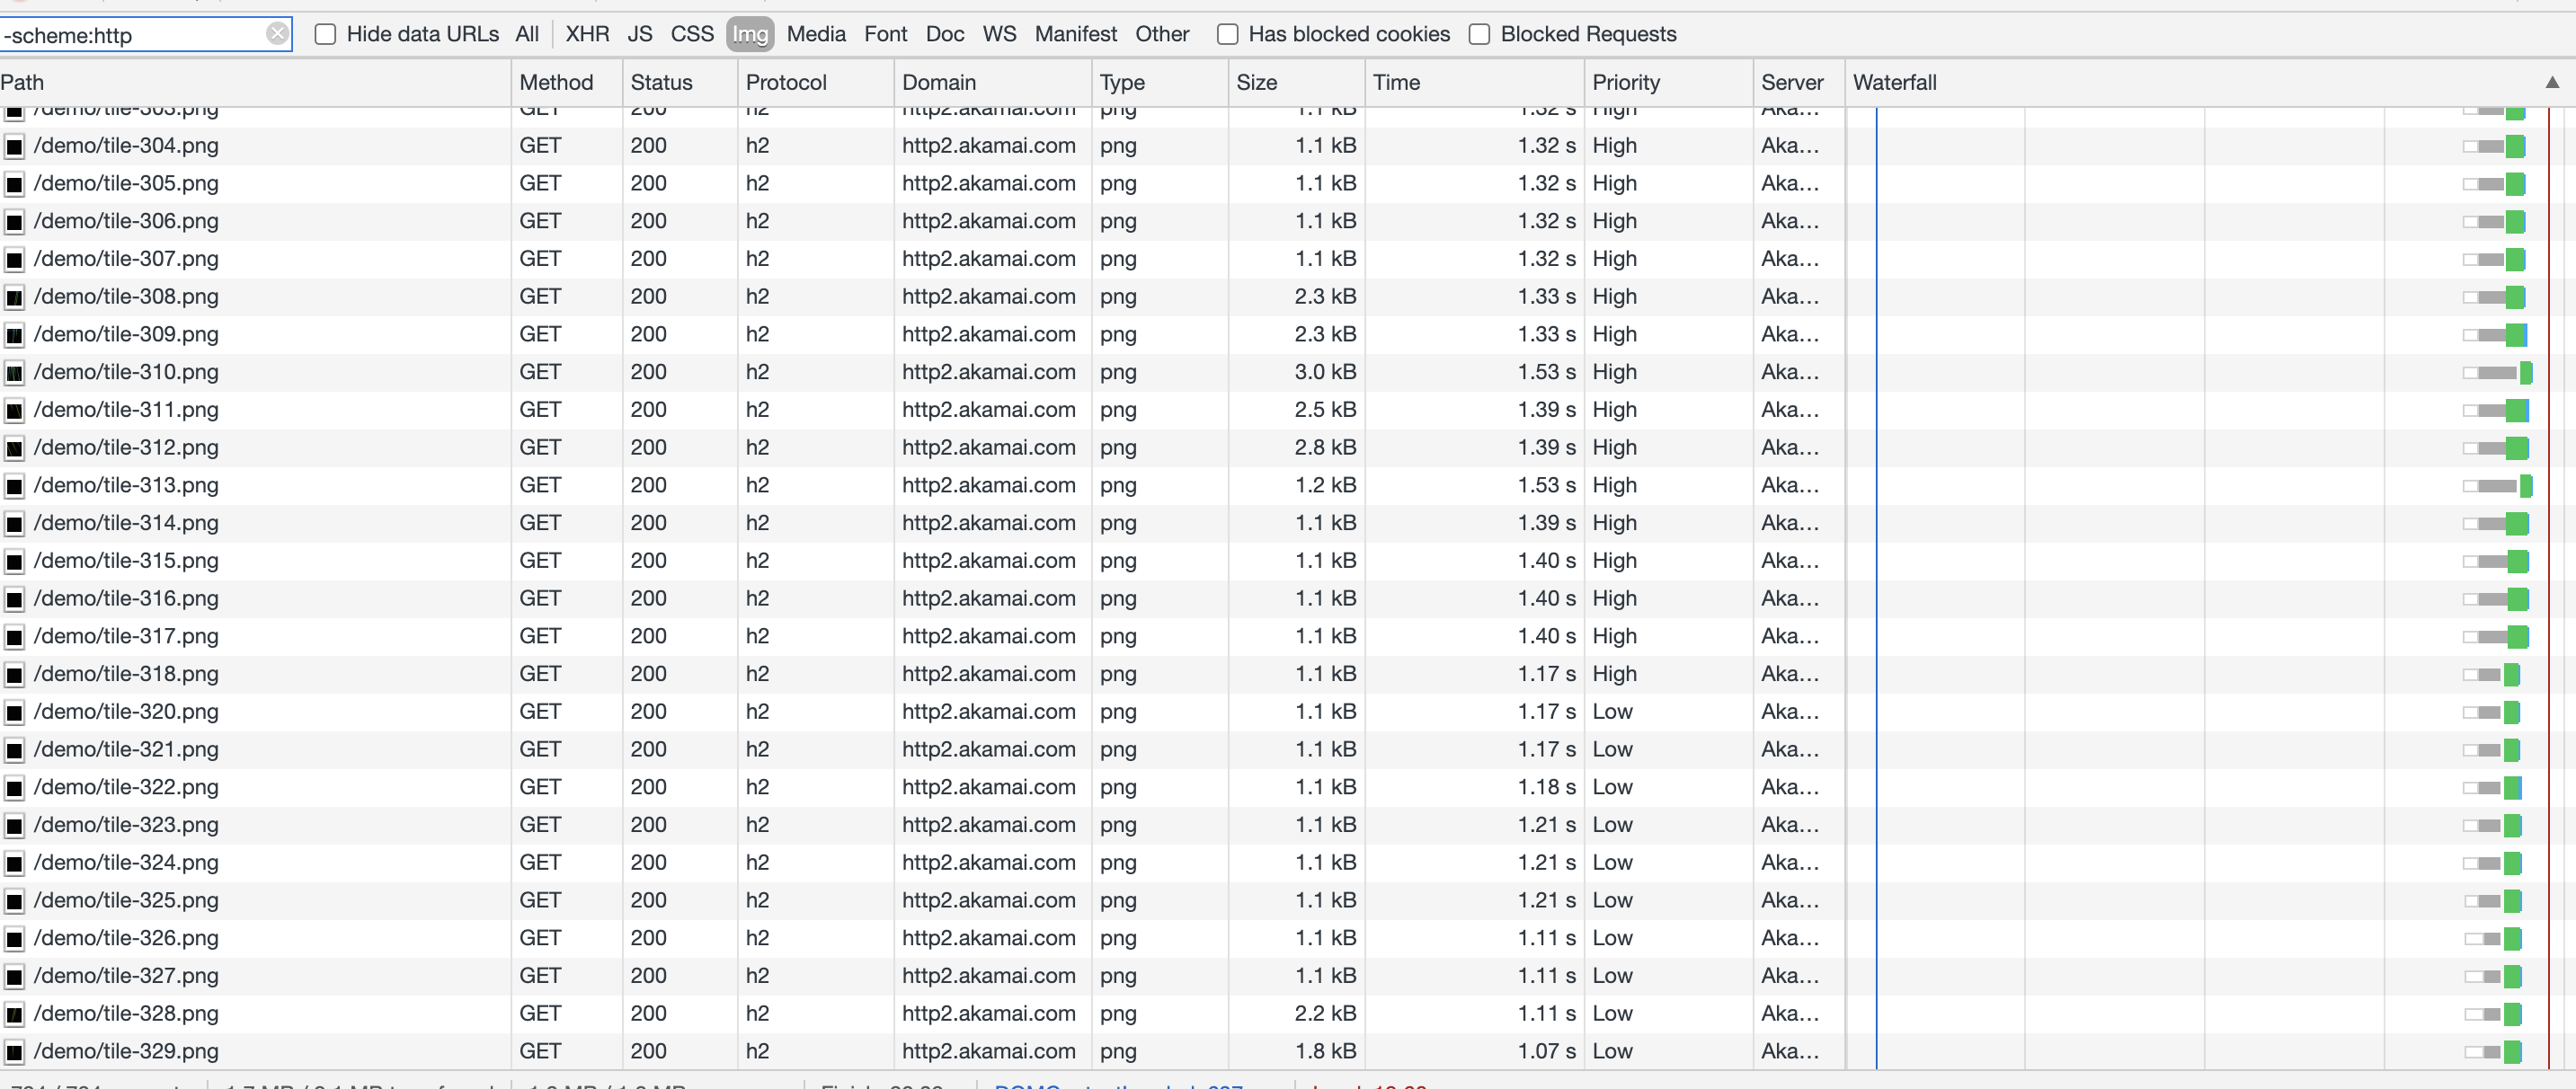 -scheme:http Hide data URLs All XHR JS CSS Img Media Font Doc WS Manifest Other Has blocked cookies Blocked Requests
Path Method Status Protocol Domain Type Size Time Priority Server Waterfall
/demo/tile-303.png GET 200 h2 http2.akamai.com png 1.1 kB 1.32 s High Aka...
/demo/tile-304.png GET 200 h2 http2.akamai.com png 1.1 kB 1.32 s High Aka...
/demo/tile-305.png GET 200 h2 http2.akamai.com png 1.1 kB 1.32 s High Aka...
/demo/tile-306.png GET 200 h2 http2.akamai.com png 1.1 kB 1.32 s High Aka...
/demo/tile-307.png GET 200 h2 http2.akamai.com png 1.1 kB 1.32 s High Aka...
/demo/tile-308.png GET 200 h2 http2.akamai.com png 2.3 kB 1.33 s High Aka...
/demo/tile-309.png GET 200 h2 http2.akamai.com png 2.3 kB 1.33 s High Aka...
/demo/tile-310.png GET 200 h2 http2.akamai.com png 3.0 kB 1.53 s High Aka...
/demo/tile-311.png GET 200 h2 http2.akamai.com png 2.5 kB 1.39 s High Aka...
/demo/tile-312.png GET 200 h2 http2.akamai.com png 2.8 kB 1.39 s High Aka...
/demo/tile-313.png GET 200 h2 http2.akamai.com png 1.2 kB 1.53 s High Aka...
/demo/tile-314.png GET 200 h2 http2.akamai.com png 1.1 kB 1.39 s High Aka...
/demo/tile-315.png GET 200 h2 http2.akamai.com png 1.1 kB 1.40 s High Aka...
/demo/tile-316.png GET 200 h2 http2.akamai.com png 1.1 kB 1.40 s High Aka...
/demo/tile-317.png GET 200 h2 http2.akamai.com png 1.1 kB 1.40 s High Aka...
/demo/tile-318.png GET 200 h2 http2.akamai.com png 1.1 kB 1.17 s High Aka...
/demo/tile-320.png GET 200 h2 http2.akamai.com png 1.1 kB 1.17 s Low Aka...
/demo/tile-321.png GET 200 h2 http2.akamai.com png 1.1 kB 1.17 s Low Aka...
/demo/tile-322.png GET 200 h2 http2.akamai.com png 1.1 kB 1.18 s Low Aka...
/demo/tile-323.png GET 200 h2 http2.akamai.com png 1.1 kB 1.21 s Low Aka...
/demo/tile-324.png GET 200 h2 http2.akamai.com png 1.1 kB 1.21 s Low Aka...
/demo/tile-325.png GET 200 h2 http2.akamai.com png 1.1 kB 1.21 s Low Aka...
/demo/tile-326.png GET 200 h2 http2.akamai.com png 1.1 kB 1.11 s Low Aka...
/demo/tile-327.png GET 200 h2 http2.akamai.com png 1.1 kB 1.11 s Low Aka...
/demo/tile-328.png GET 200 h2 http2.akamai.com png 2.2 kB 1.11 s Low Aka...
/demo/tile-329.png GET 200 h2 http2.akamai.com png 1.8 kB 1.07 s Low Aka...